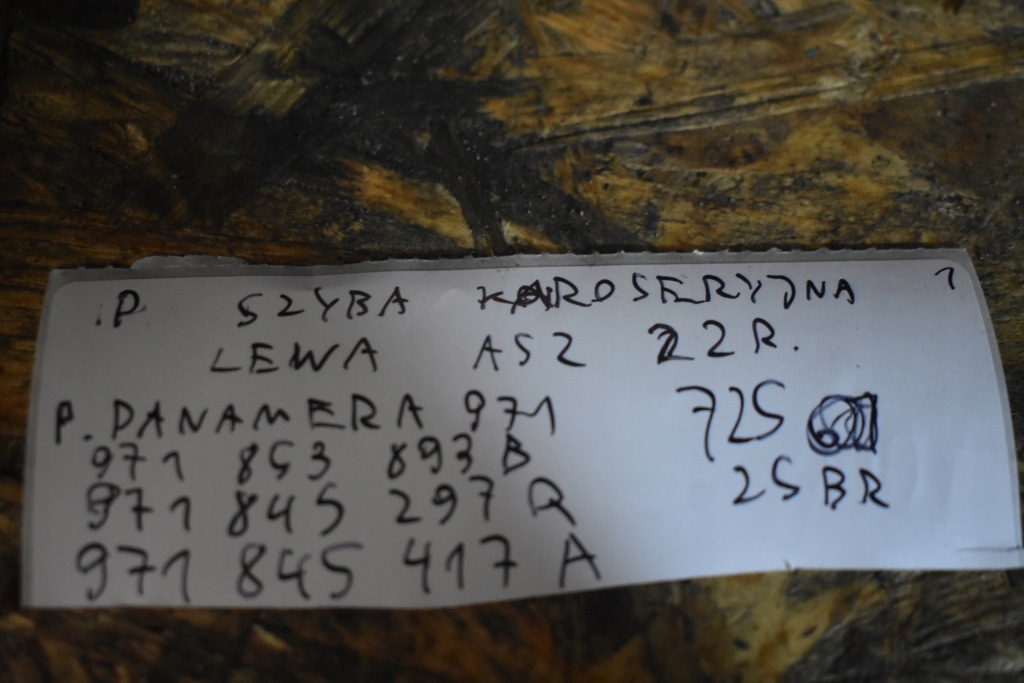 .P. SZYBA KAROSERYJNA 1
LEWA AS2 22R.
P. PANAMERA 971 725
971 853 893 B 25 BR
971 845 297 Q
971 845 417 A